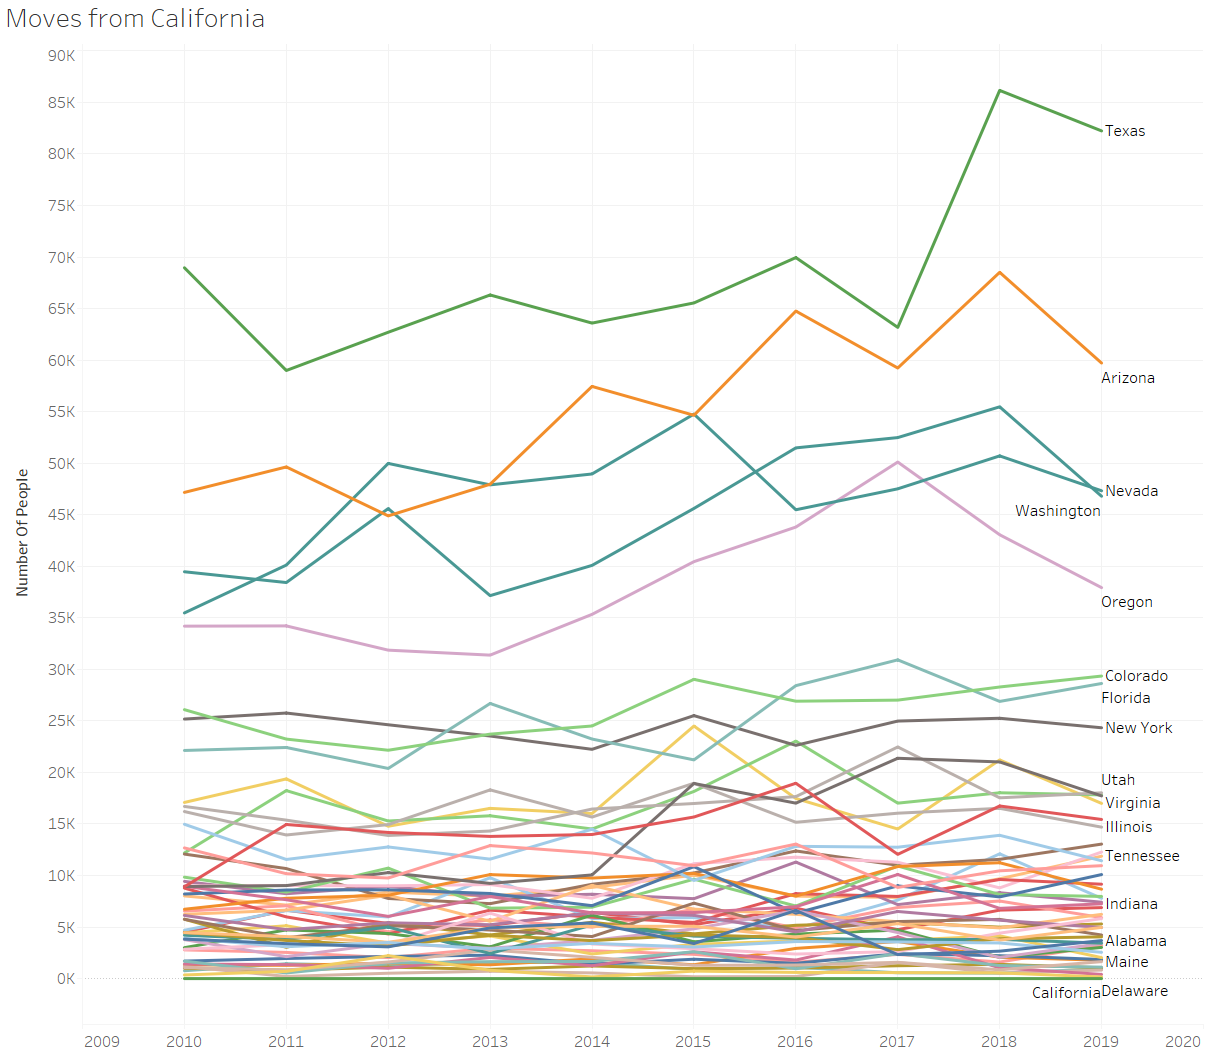 Moves from California
90K
85K
80K
75K
70K
65K
60K
55K
50K
45K
40K
35K
30K
25K
20K
15K
10K
5K
0K
Number Of People
Texas
Arizona
Nevada
Washington
Oregon
Colorado
Florida
New York
Utah
Virginia
Illinois
Tennessee
Indiana
Alabama
Maine
California Delaware
2009 2010 2011 2012 2013 2014 2015 2016 2017 2018 2019 2020